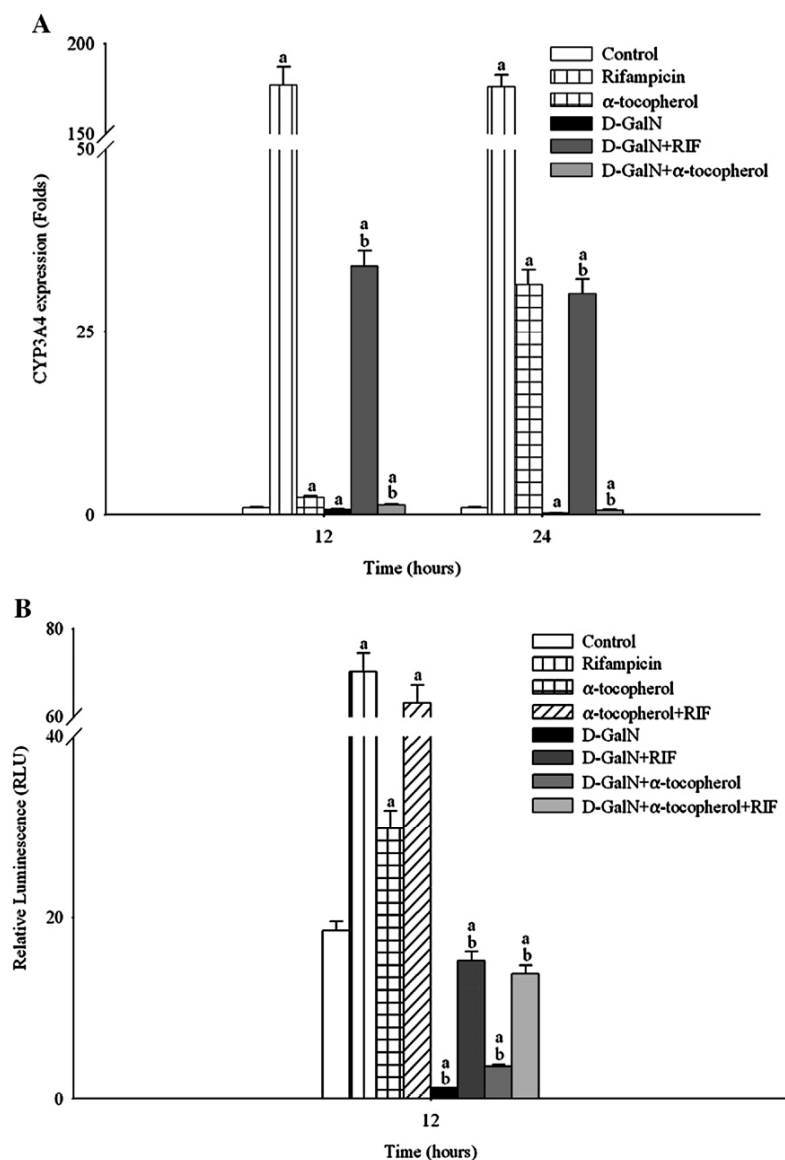 A
200
150
50
25
0
CYP3A4 expression (Folds)
Control
Rifampicin
α-tocopherol
D-GalN
D-GalN+RIF
D-GalN+α-tocopherol
a
a
a
a
b
a
b
a
a
a
a
b
a
b
12
24
Time (hours)
B
80
60
40
20
0
Relative Luminescence (RLU)
Control
Rifampicin
α-tocopherol
α-tocopherol+RIF
D-GalN
D-GalN+RIF
D-GalN+α-tocopherol
D-GalN+α-tocopherol+RIF
a
a
a
a
b
a
b
a
b
a
b
12
Time (hours)